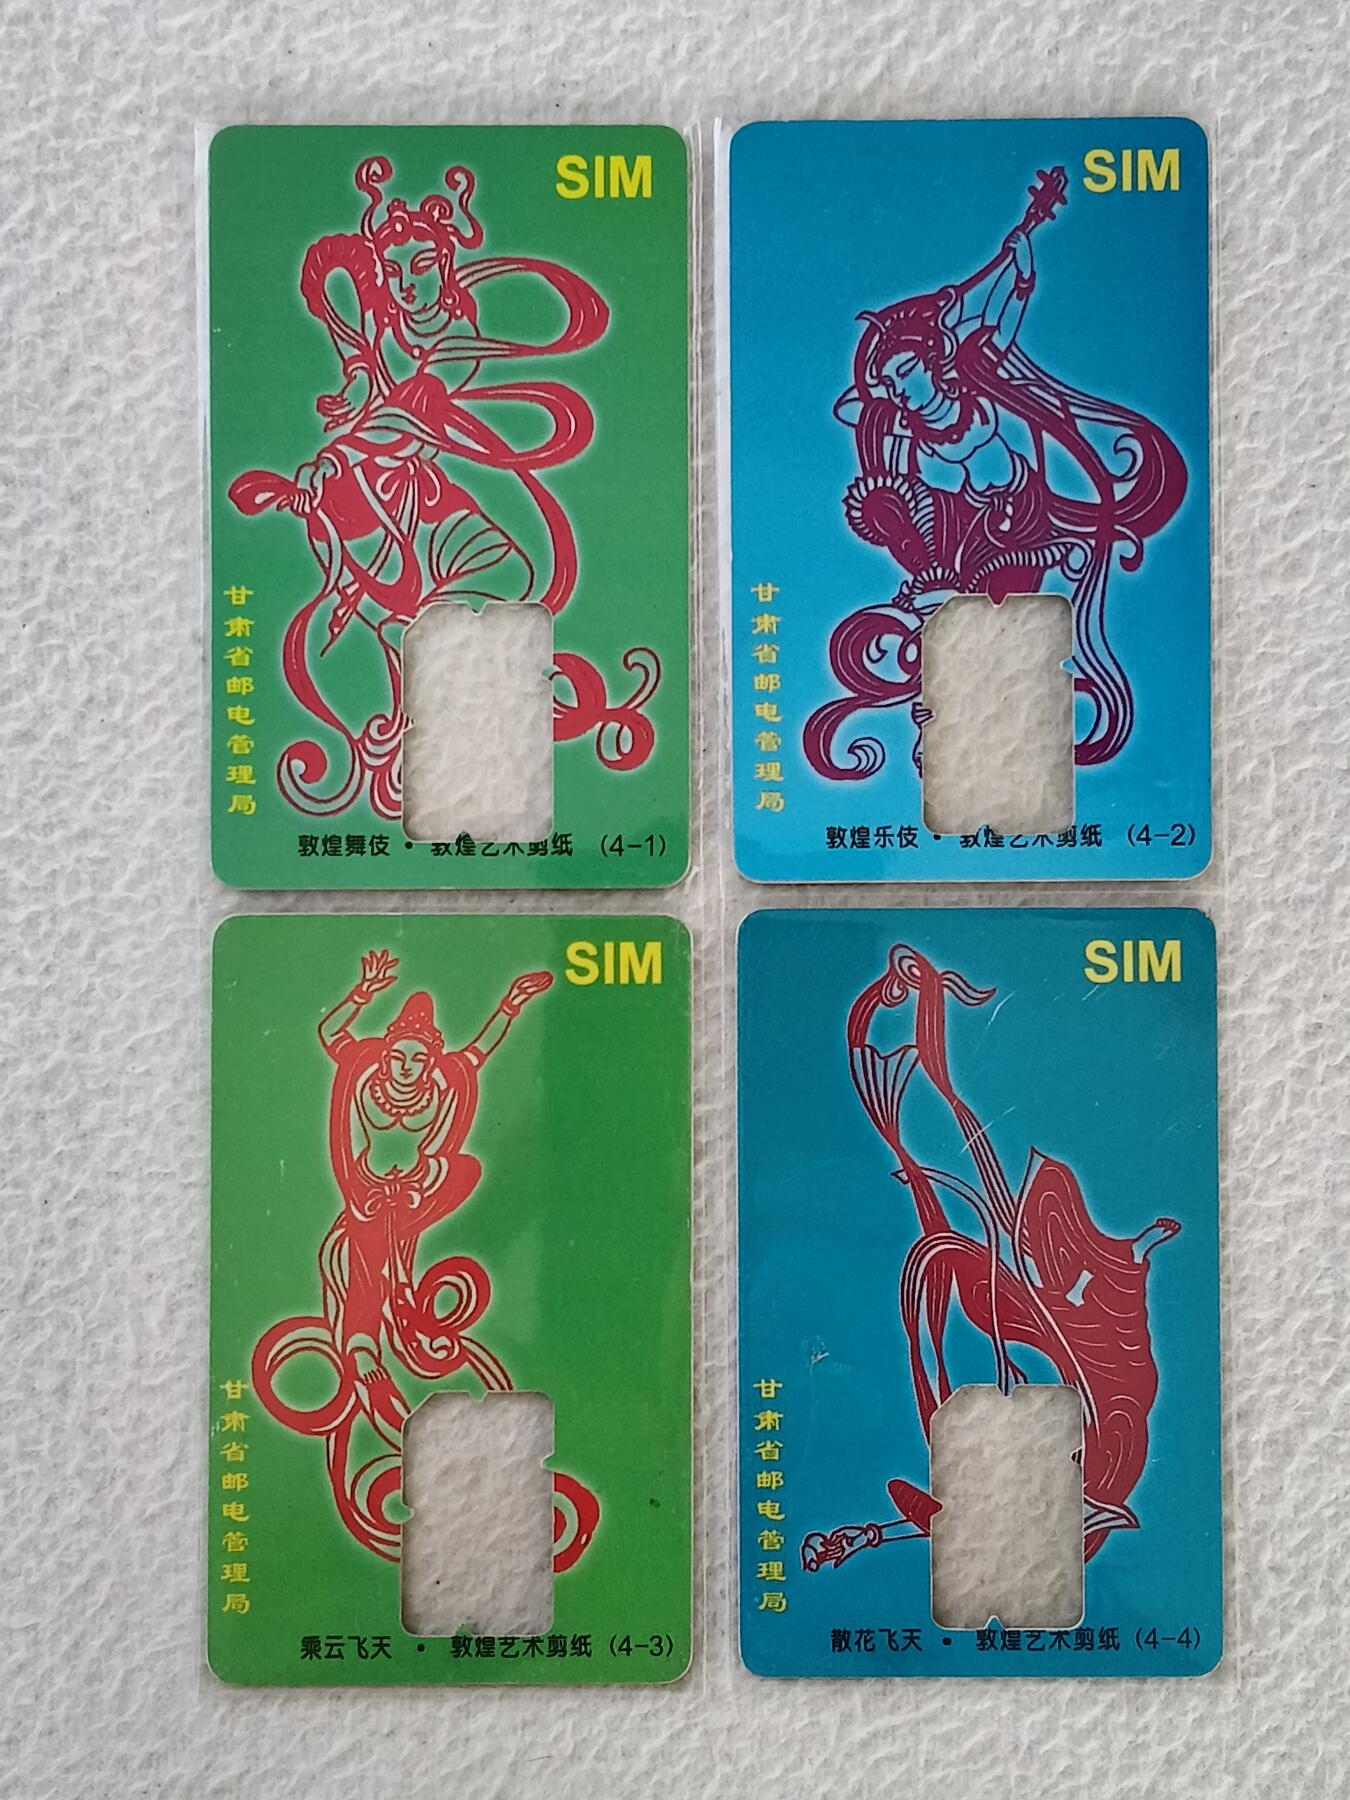 SIM
甘肃省邮电管理局
敦煌舞伎 • 敦煌艺术剪纸 (4-1)
SIM
甘肃省邮电管理局
敦煌乐伎 • 敦煌艺术剪纸 (4-2)
SIM
甘肃省邮电管理局
乘云飞天 • 敦煌艺术剪纸 (4-3)
SIM
甘肃省邮电管理局
散花飞天 • 敦煌艺术剪纸 (4-4)